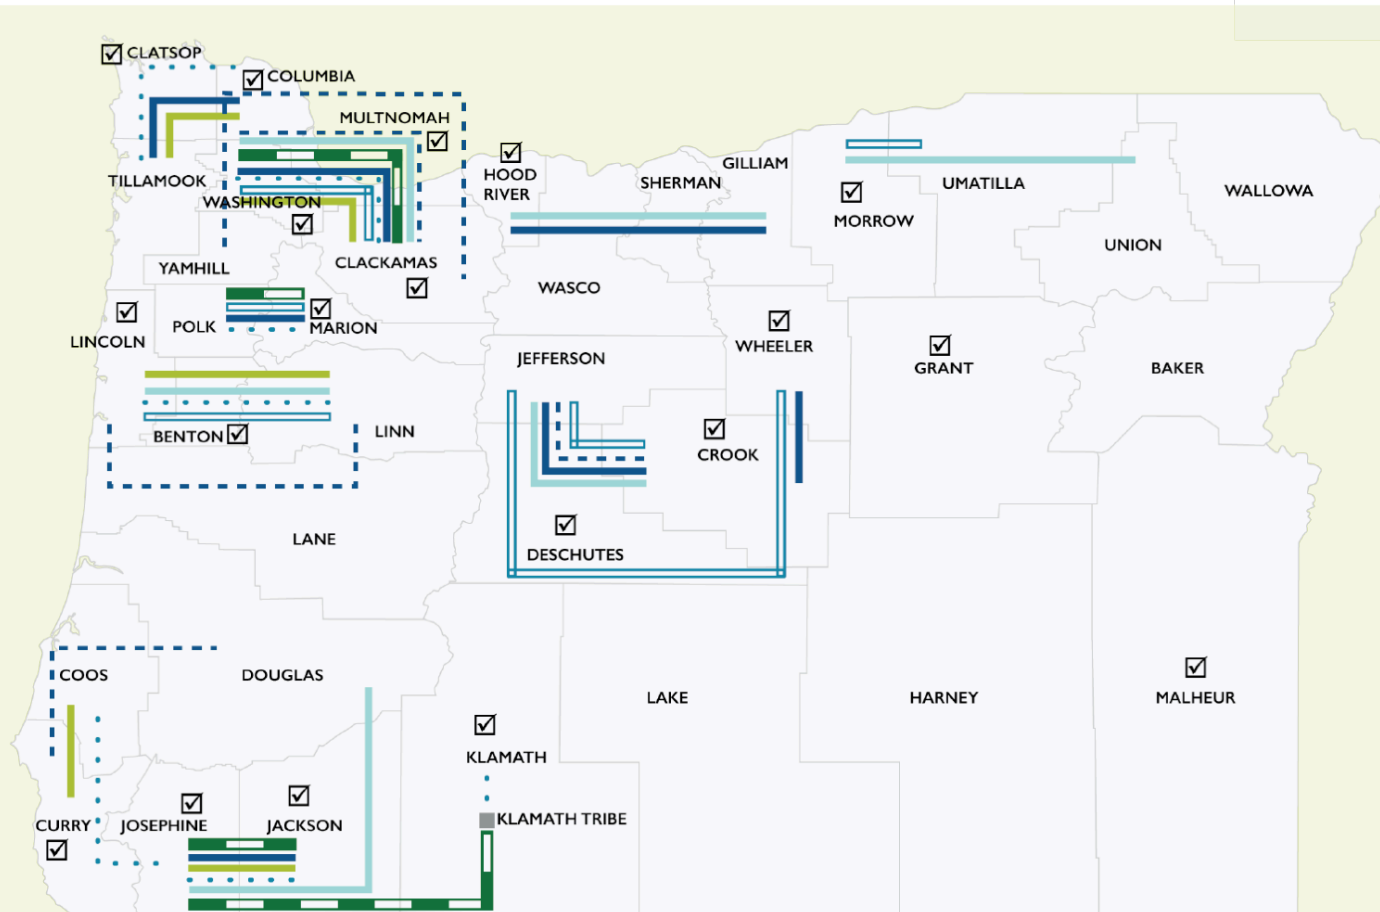 CLATSOP
COLUMBIA
MULTNOMAH
TILLAMOOK
WASHINGTON
HOOD
RIVER
SHERMAN
GILLIAM
MORROW
UMATILLA
WALLOWA
UNION
YAMHILL
CLACKAMAS
WASCO
POLK
MARION
LINCOLN
JEFFERSON
WHEELER
GRANT
BAKER
BENTON
LINN
CROOK
LANE
DESCHUTES
COOS
DOUGLAS
LAKE
HARNEY
MALHEUR
KLAMATH
KLAMATH TRIBE
CURRY
JOSEPHINE
JACKSON